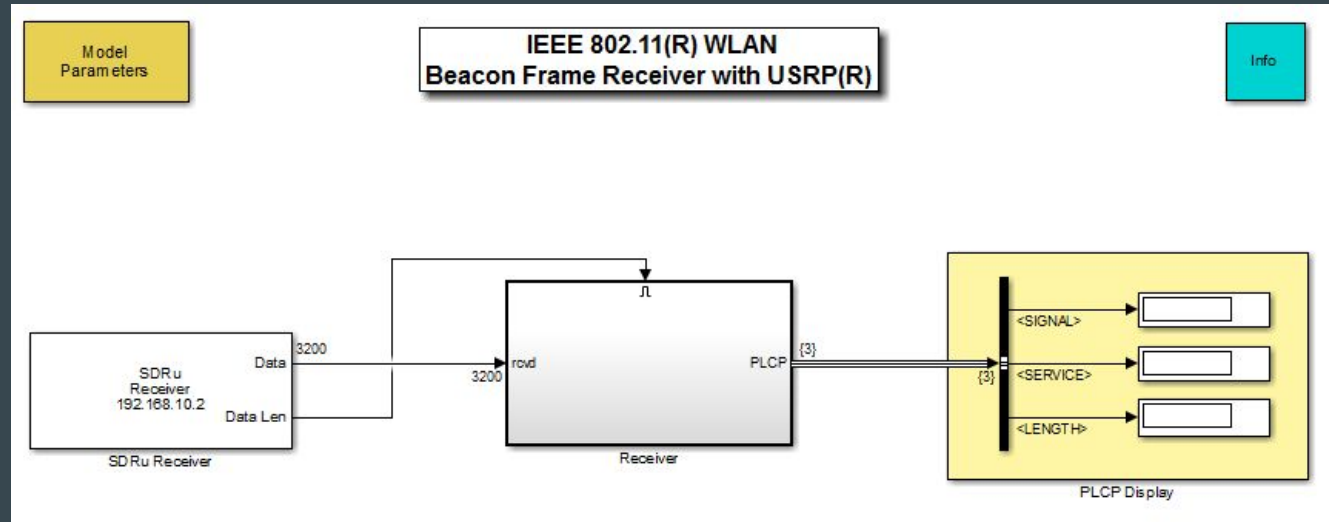 Model
Parameters
IEEE 802.11(R) WLAN
Beacon Frame Receiver with USRP(R)
Info
SDRu
Receiver
192.168.10.2
Data
Data Len
3200
SDRu Receiver
3200
rcvd
PLCP
{3}
Receiver
{3}
<SIGNAL>
<SERVICE>
<LENGTH>
PLCP Display